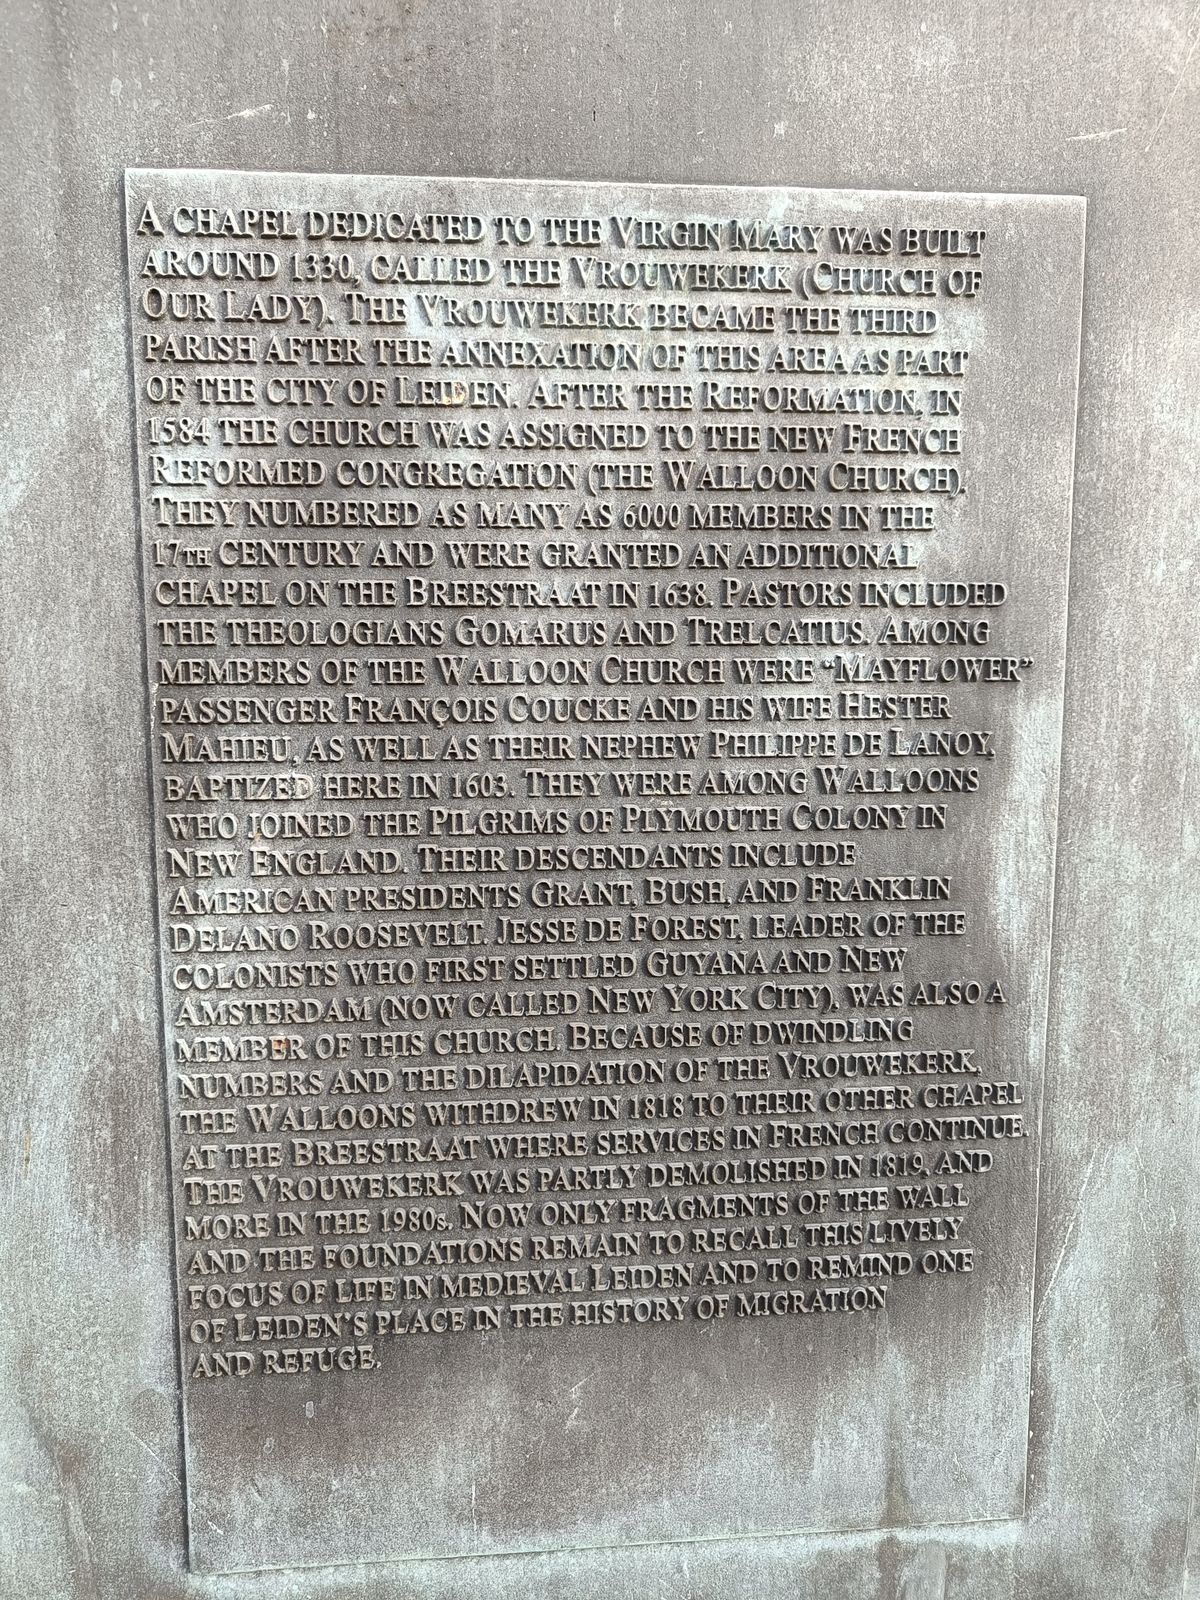 A CHAPEL DEDICATED TO THE VIRGIN MARY WAS BUILT
AROUND 1330, CALLED THE VROUWEKERK (CHURCH OF
OUR LADY). THE VROUWEKERK BECAME THE THIRD
PARISH AFTER THE ANNEXATION OF THIS AREA AS PART
OF THE CITY OF LEIDEN. AFTER THE REFORMATION, IN
1584 THE CHURCH WAS ASSIGNED TO THE NEW FRENCH
REFORMED CONGREGATION (THE WALLOON CHURCH).
THEY NUMBERED AS MANY AS 6000 MEMBERS IN THE
17TH CENTURY AND WERE GRANTED AN ADDITIONAL
CHAPEL ON THE BREESTRAAT IN 1638. PASTORS INCLUDED
THE THEOLOGIANS GOMARUS AND TRELCATIUS. AMONG
MEMBERS OF THE WALLOON CHURCH WERE “MAYFLOWER”
PASSENGER FRANÇOIS COUCKE AND HIS WIFE HESTER
MAHIEU, AS WELL AS THEIR NEPHEW PHILIPPE DE LANOY,
BAPTIZED HERE IN 1603. THEY WERE AMONG WALLOONS
WHO JOINED THE PILGRIMS OF PLYMOUTH COLONY IN
NEW ENGLAND. THEIR DESCENDANTS INCLUDE
AMERICAN PRESIDENTS GRANT, BUSH, AND FRANKLIN
DELANO ROOSEVELT. JESSE DE FOREST, LEADER OF THE
COLONISTS WHO FIRST SETTLED GUYANA AND NEW
AMSTERDAM (NOW CALLED NEW YORK CITY), WAS ALSO A
MEMBER OF THIS CHURCH. BECAUSE OF DWINDLING
NUMBERS AND THE DILAPIDATION OF THE VROUWEKERK,
THE WALLOONS WITHDREW IN 1818 TO THEIR OTHER CHAPEL
AT THE BREESTRAAT WHERE SERVICES IN FRENCH CONTINUE.
THE VROUWEKERK WAS PARTLY DEMOLISHED IN 1819, AND
MORE IN THE 1980s. NOW ONLY FRAGMENTS OF THE WALL
AND THE FOUNDATIONS REMAIN TO RECALL THIS LIVELY
FOCUS OF LIFE IN MEDIEVAL LEIDEN AND TO REMIND ONE
OF LEIDEN'S PLACE IN THE HISTORY OF MIGRATION
AND REFUGE.